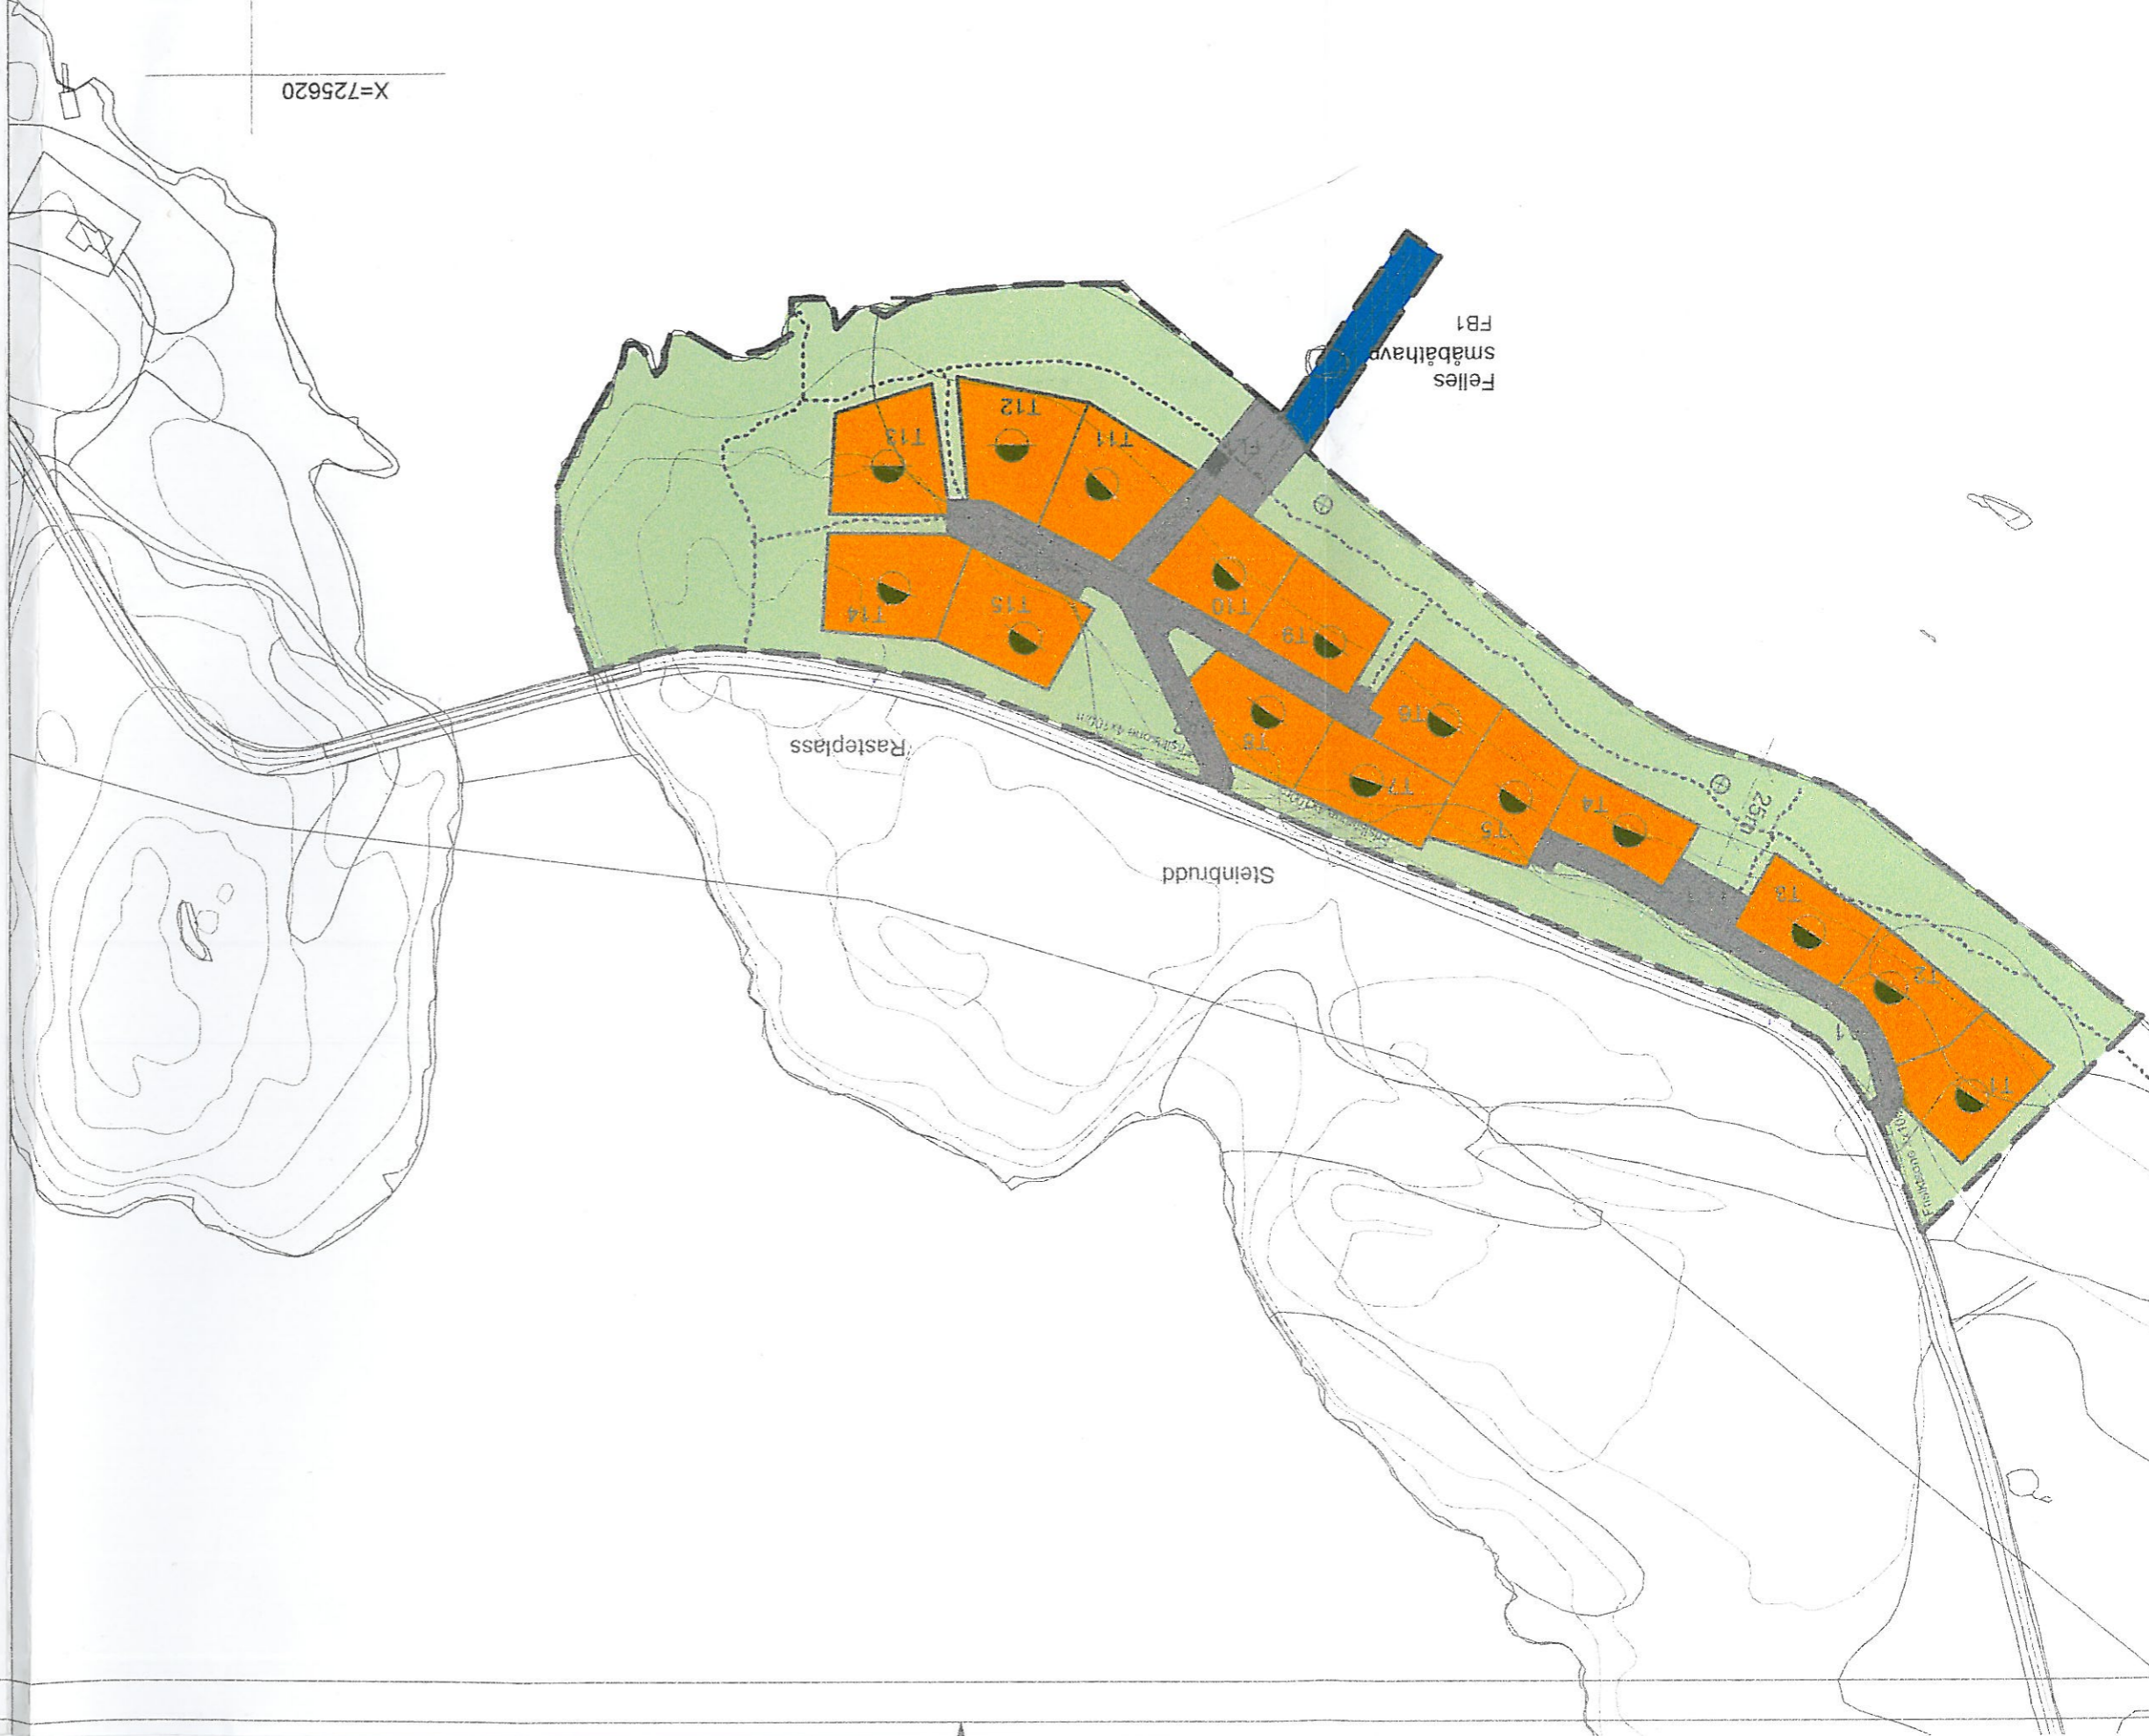 X=725620
Felles
småbåthavn
FB1
T12
T11
T13
T14
T15
T10
T9
T8
T7
T6
T5
T4
T3
T2
T1
25m
Rasteplass
Steinbrudd